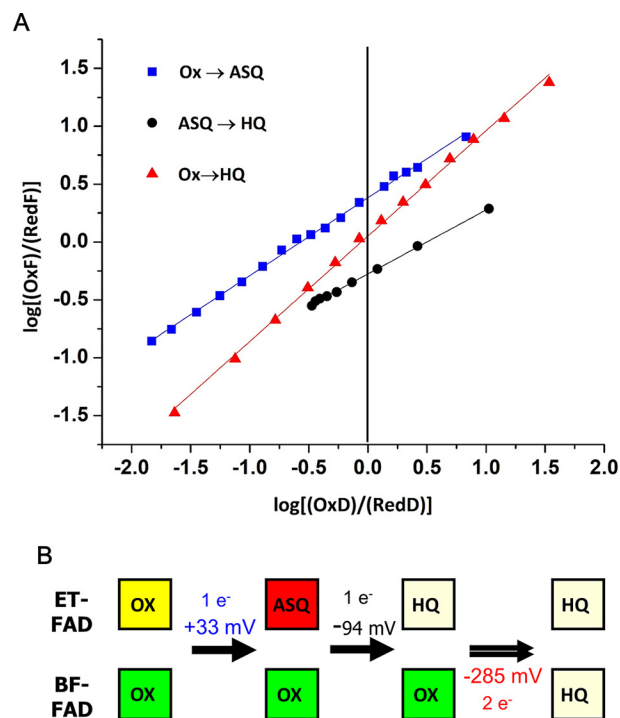 A
1.5
1.0
0.5
0.0
-0.5
-1.0
-1.5
log[(OxF)/(RedF)]
Ox → ASQ
ASQ → HQ
Ox→HQ
-2.0 -1.5 -1.0 -0.5 0.0 0.5 1.0 1.5 2.0
log[(OxD)/(RedD)]
B
ET-
FAD
OX
1 e-
+33 mV
ASQ
1 e-
-94 mV
HQ
HQ
BF-
FAD
OX
OX
OX
-285 mV
2 e-
HQ